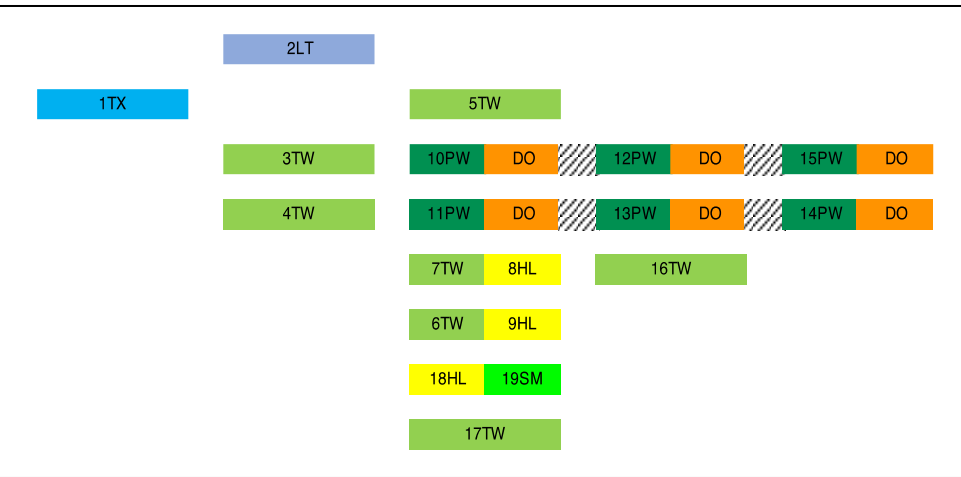 2LT
1TX 5TW
3TW 10PW DO 12PW DO 15PW DO
4TW 11PW DO 13PW DO 14PW DO
7TW 8HL 16TW
6TW 9HL
18HL 19SM
17TW